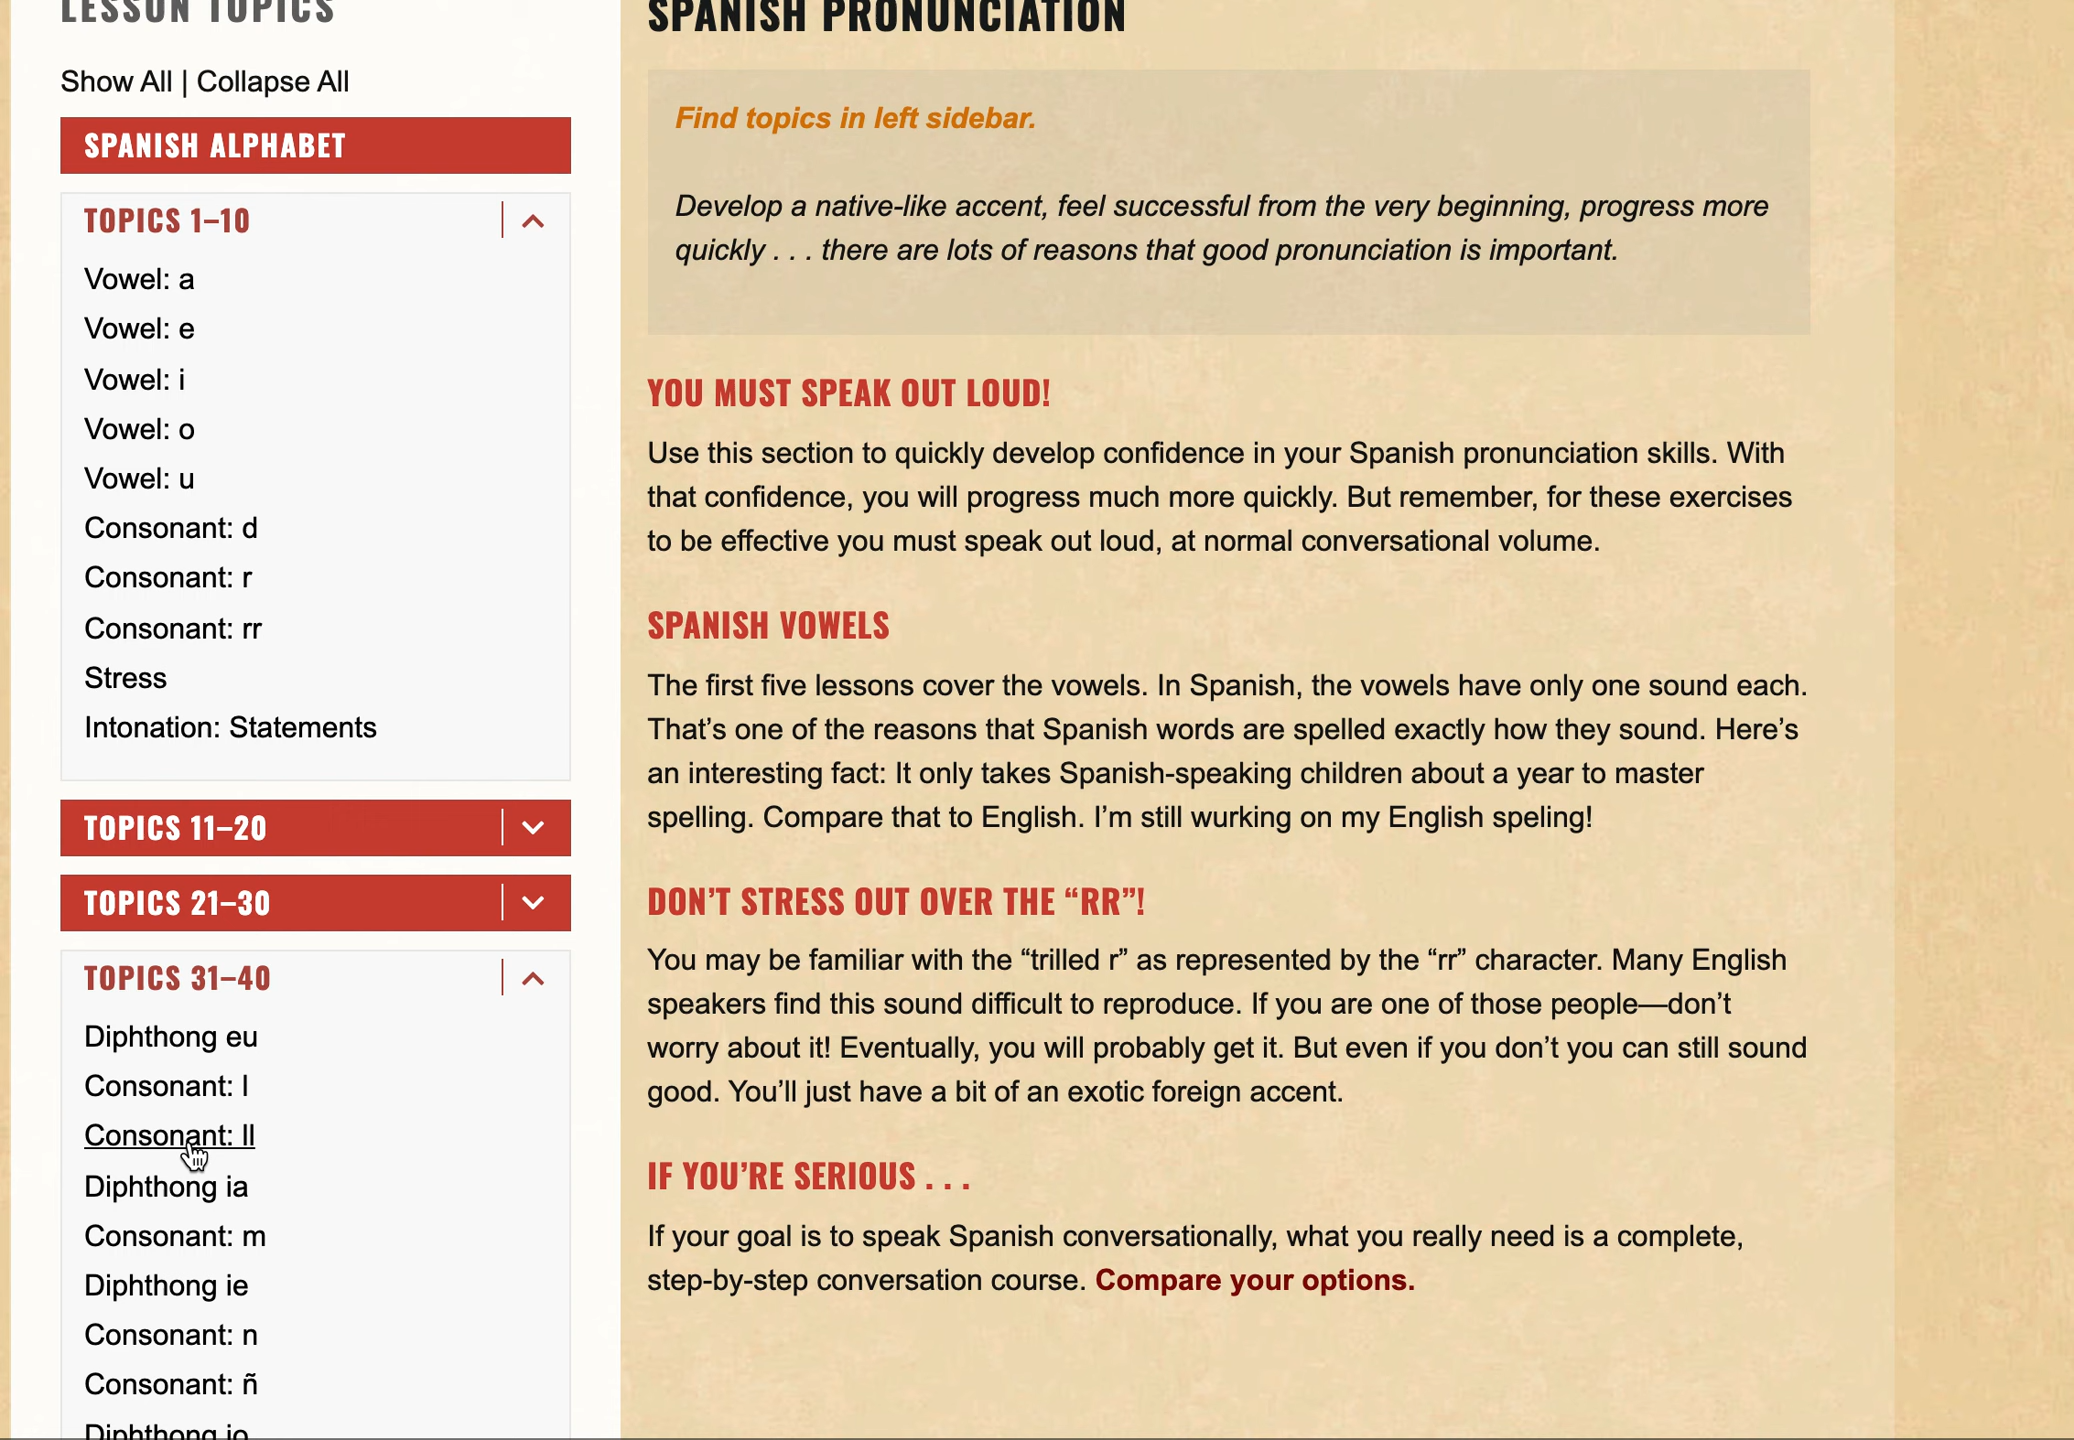 LESSON TOPICS
Show All | Collapse All
SPANISH ALPHABET
TOPICS 1–10
Vowel: a
Vowel: e
Vowel: i
Vowel: o
Vowel: u
Consonant: d
Consonant: r
Consonant: rr
Stress
Intonation: Statements
TOPICS 11–20
TOPICS 21–30
TOPICS 31–40
Diphthong eu
Consonant: l
Consonant: ll
Diphthong ia
Consonant: m
Diphthong ie
Consonant: n
Consonant: ñ
Diphthong io
SPANISH PRONUNCIATION
Find topics in left sidebar.
Develop a native-like accent, feel successful from the very beginning, progress more
quickly . . . there are lots of reasons that good pronunciation is important.
YOU MUST SPEAK OUT LOUD!
Use this section to quickly develop confidence in your Spanish pronunciation skills. With
that confidence, you will progress much more quickly. But remember, for these exercises
to be effective you must speak out loud, at normal conversational volume.
SPANISH VOWELS
The first five lessons cover the vowels. In Spanish, the vowels have only one sound each.
That’s one of the reasons that Spanish words are spelled exactly how they sound. Here’s
an interesting fact: It only takes Spanish-speaking children about a year to master
spelling. Compare that to English. I’m still wurking on my English speling!
DON’T STRESS OUT OVER THE “RR”!
You may be familiar with the “trilled r” as represented by the “rr” character. Many English
speakers find this sound difficult to reproduce. If you are one of those people—don’t
worry about it! Eventually, you will probably get it. But even if you don’t you can still sound
good. You’ll just have a bit of an exotic foreign accent.
IF YOU’RE SERIOUS . . .
If your goal is to speak Spanish conversationally, what you really need is a complete,
step-by-step conversation course. Compare your options.